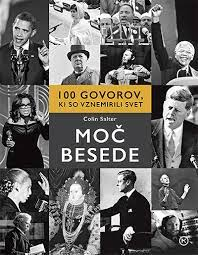 100 GOVOROV,
KI SO VZNEMIRILI SVET
Colin Salter
MOČ
BESEDE